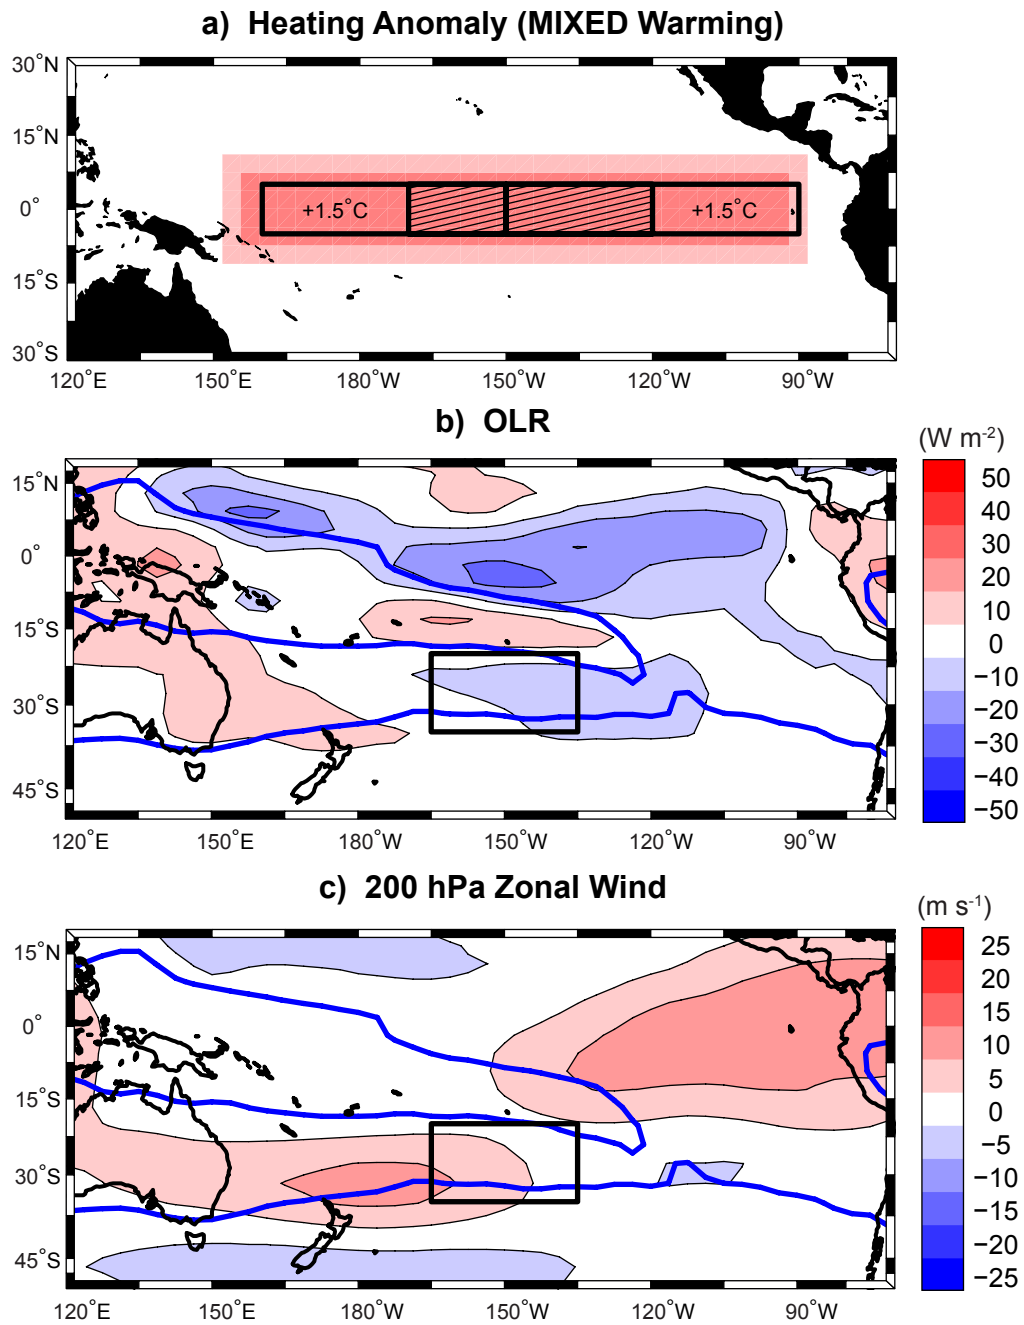 a) Heating Anomaly (MIXED Warming)
30°N
15°N
0°
15°S
30°S
+1.5°C
+1.5°C
120°E
150°E
180°W
150°W
120°W
90°W
b) OLR
(W m-2)
15°N
0°
15°S
30°S
45°S
120°E
150°E
180°W
150°W
120°W
90°W
50
40
30
20
10
0
−10
−20
−30
−40
−50
c) 200 hPa Zonal Wind
(m s-1)
15°N
0°
15°S
30°S
45°S
120°E
150°E
180°W
150°W
120°W
90°W
25
20
15
10
5
0
−5
−10
−15
−20
−25